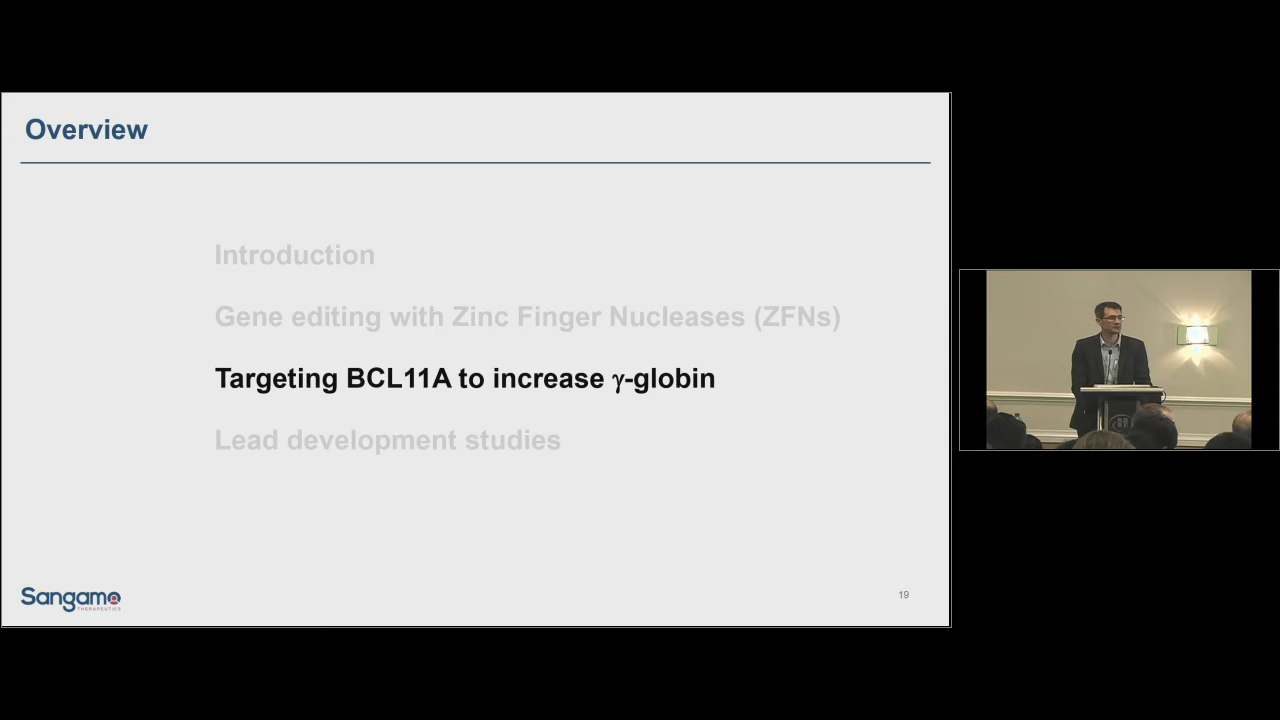 Overview
Introduction
Gene editing with Zinc Finger Nucleases (ZFNs)
Targeting BCL11A to increase γ-globin
Lead development studies
Sangamo
THERAPEUTICS
19